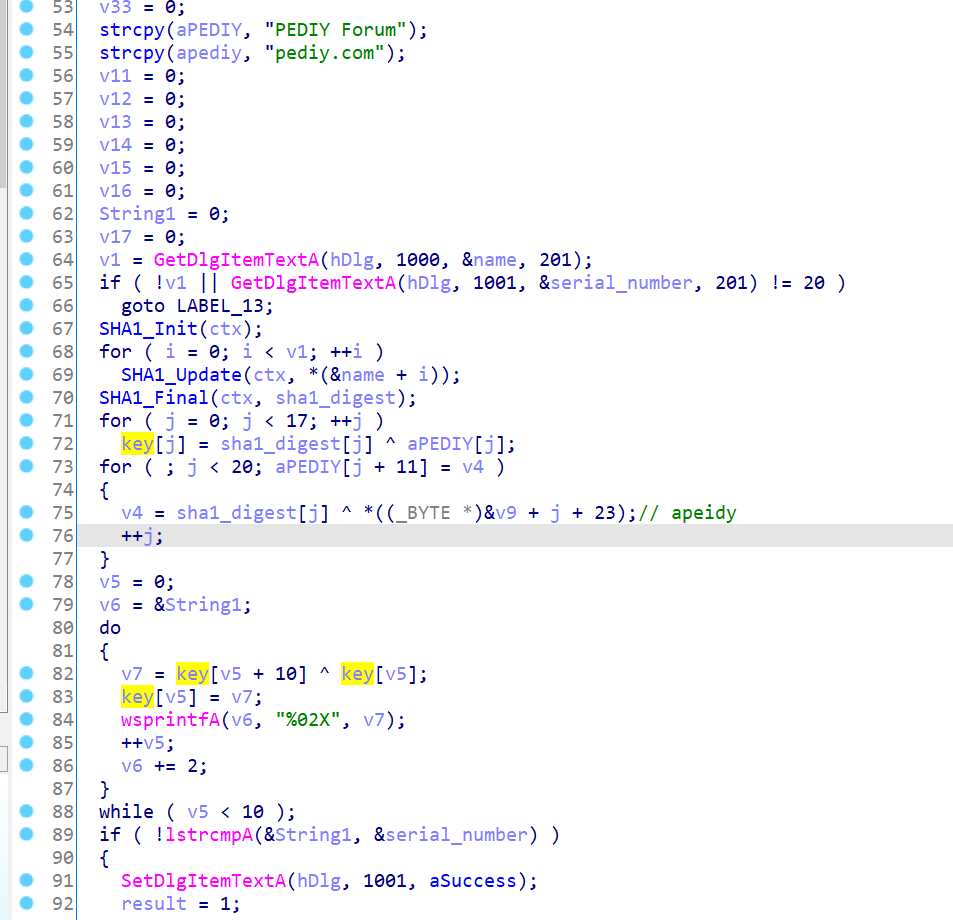 53 v33 = 0;
54 strcpy(aPEDIY, "PEDIY Forum");
55 strcpy(apediy, "pediy.com");
56 v11 = 0;
57 v12 = 0;
58 v13 = 0;
59 v14 = 0;
60 v15 = 0;
61 v16 = 0;
62 String1 = 0;
63 v17 = 0;
64 v1 = GetDlgItemTextA(hDlg, 1000, &name, 201);
65 if ( !v1 || GetDlgItemTextA(hDlg, 1001, &serial_number, 201) != 20 )
66 goto LABEL_13;
67 SHA1_Init(ctx);
68 for ( i = 0; i < v1; ++i )
69 SHA1_Update(ctx, *(&name + i));
70 SHA1_Final(ctx, sha1_digest);
71 for ( j = 0; j < 17; ++j )
72 key[j] = sha1_digest[j] ^ aPEDIY[j];
73 for ( ; j < 20; aPEDIY[j + 11] = v4 )
74 {
75 v4 = sha1_digest[j] ^ *((_BYTE *)&v9 + j + 23);// apeidy
76 ++j;
77 }
78 v5 = 0;
79 v6 = &String1;
80 do
81 {
82 v7 = key[v5 + 10] ^ key[v5];
83 key[v5] = v7;
84 wsprintfA(v6, "%02X", v7);
85 ++v5;
86 v6 += 2;
87 }
88 while ( v5 < 10 );
89 if ( !lstrcmpA(&String1, &serial_number) )
90 {
91 SetDlgItemTextA(hDlg, 1001, aSuccess);
92 result = 1;